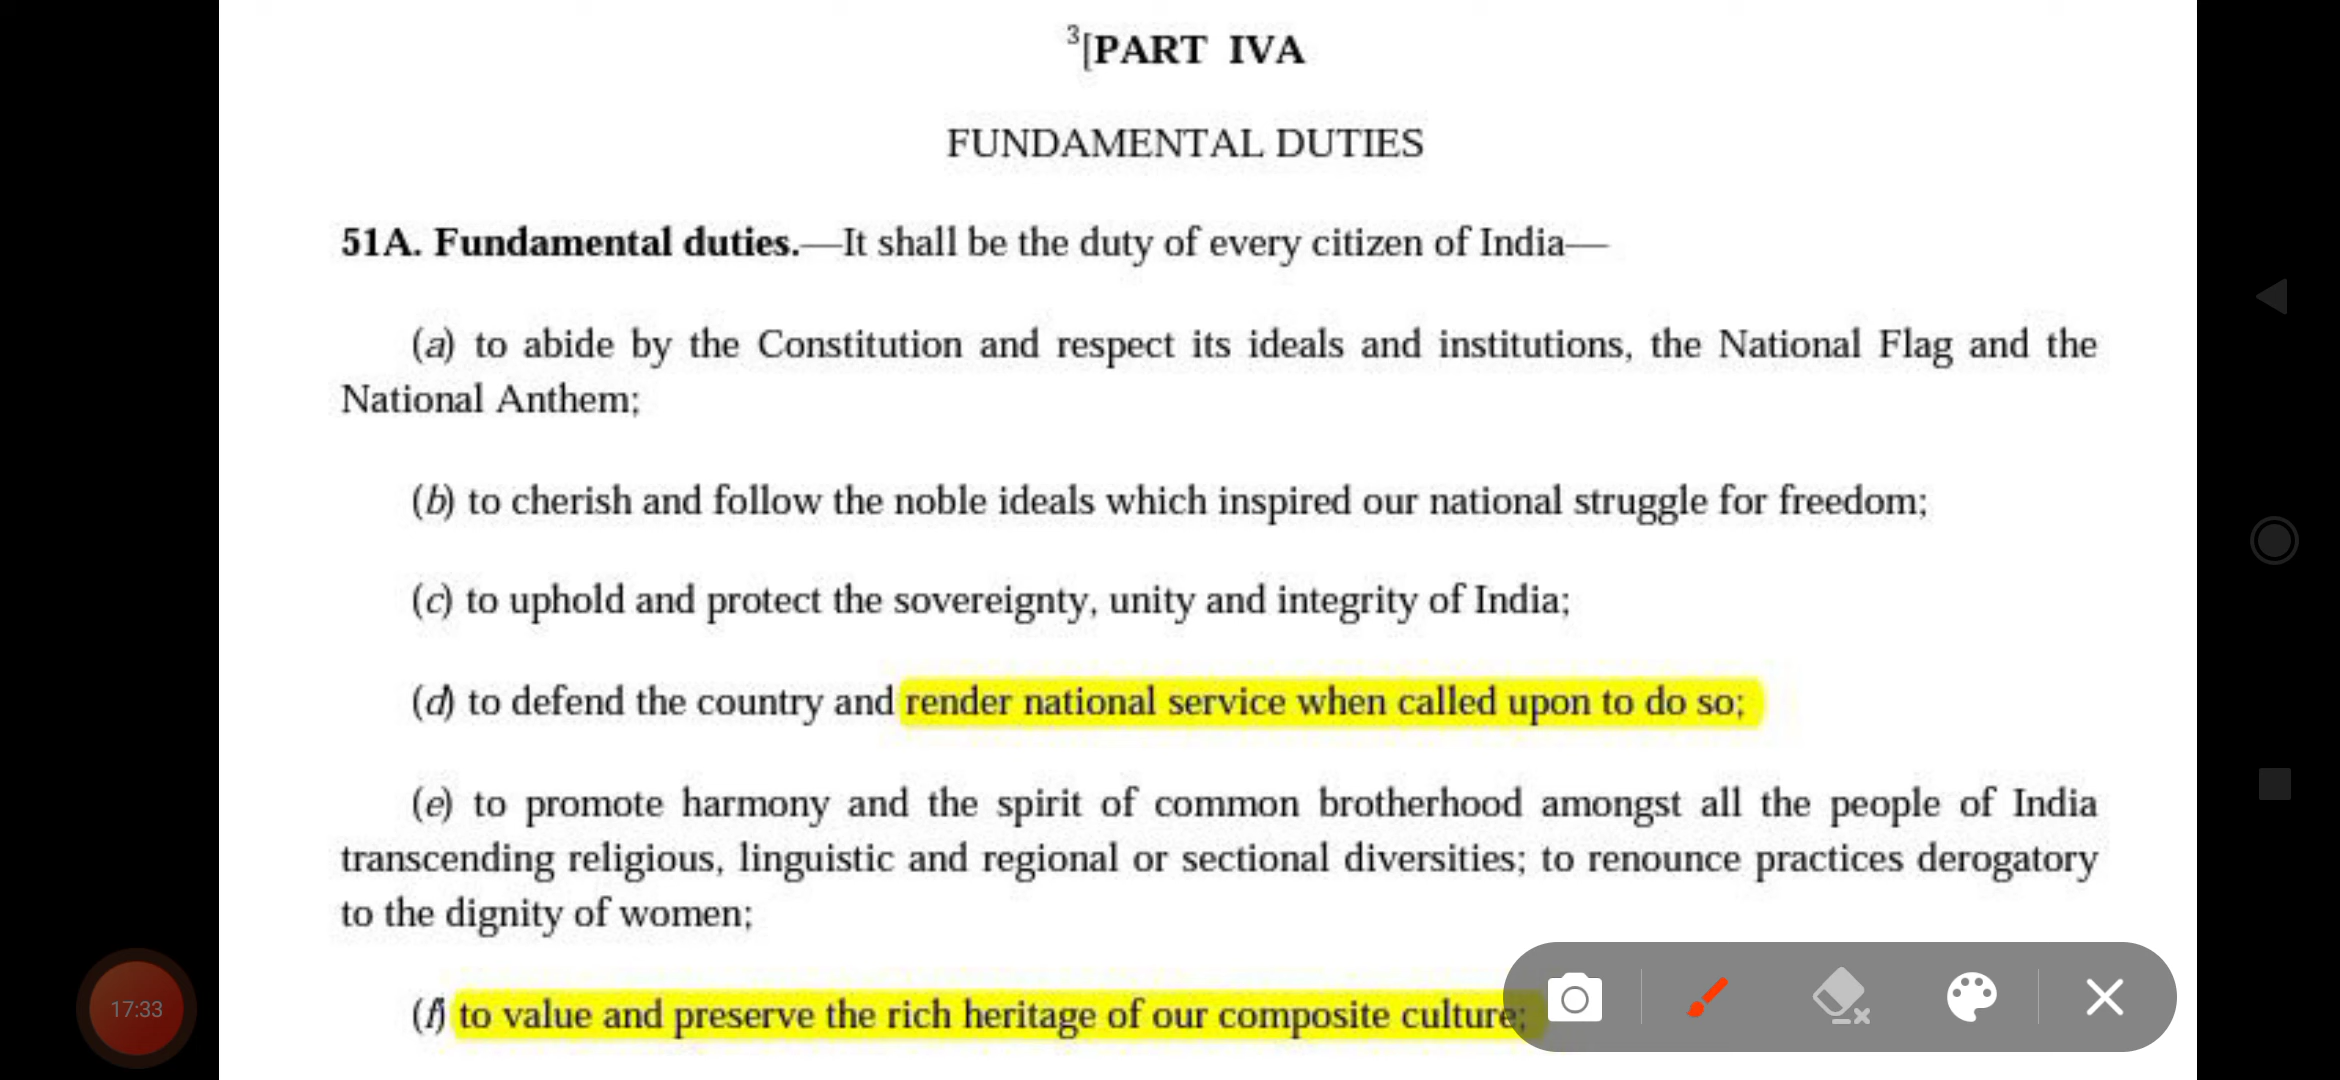 3[PART IVA
FUNDAMENTAL DUTIES
51A. Fundamental duties.—It shall be the duty of every citizen of India—
(a) to abide by the Constitution and respect its ideals and institutions, the National Flag and the
National Anthem;
(b) to cherish and follow the noble ideals which inspired our national struggle for freedom;
(c) to uphold and protect the sovereignty, unity and integrity of India;
(d) to defend the country and render national service when called upon to do so;
(e) to promote harmony and the spirit of common brotherhood amongst all the people of India
transcending religious, linguistic and regional or sectional diversities; to renounce practices derogatory
to the dignity of women;
(f) to value and preserve the rich heritage of our composite culture;
17:33